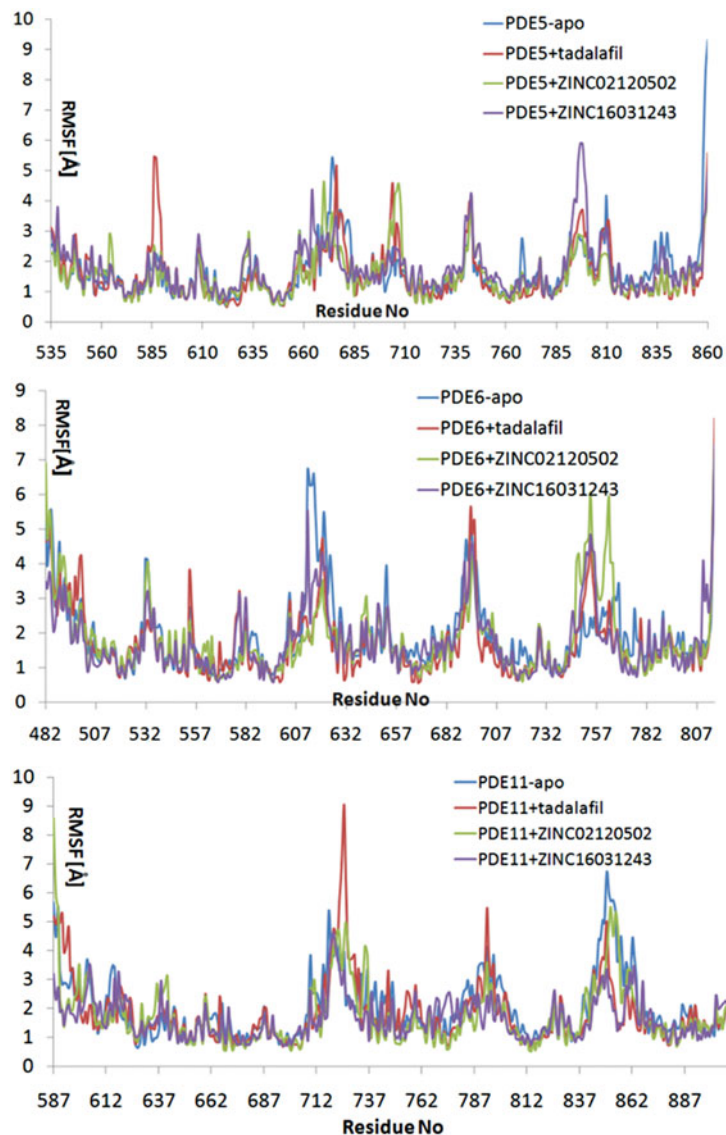 10
9
8
7
6
5
4
3
2
1
0
RMSF[Å]
PDE5-apo
PDE5+tadalafil
PDE5+ZINC02120502
PDE5+ZINC16031243
Residue No
535 560 585 610 635 660 685 710 735 760 785 810 835 860
9
8
7
6
5
4
3
2
1
0
RMSF[Å]
PDE6-apo
PDE6+tadalafil
PDE6+ZINC02120502
PDE6+ZINC16031243
Residue No
482 507 532 557 582 607 632 657 682 707 732 757 782 807
10
9
8
7
6
5
4
3
2
1
0
RMSF[Å]
PDE11-apo
PDE11+tadalafil
PDE11+ZINC02120502
PDE11+ZINC16031243
587 612 637 662 687 712 737 762 787 812 837 862 887
Residue No